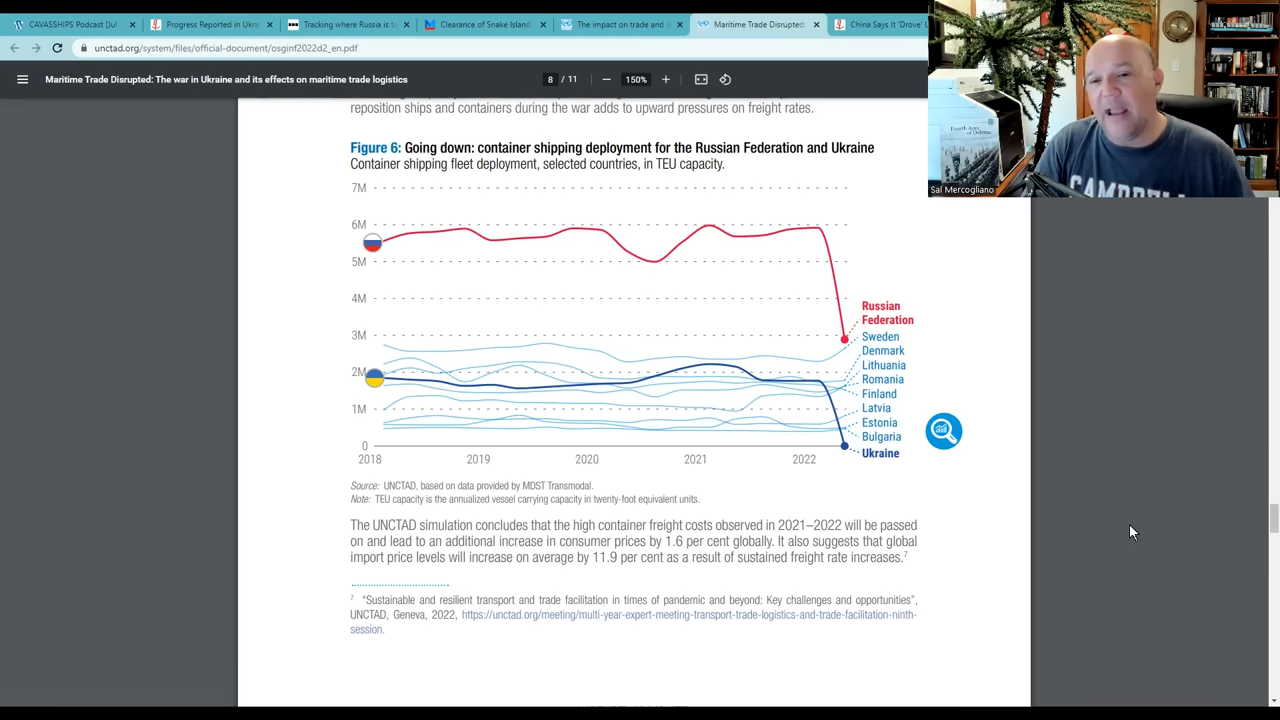 CAVASSHIPS Podcast [Jul
Progress Reported in Ukra
Tracking where Russia is ta
Clearance of Snake Island
The impact on trade and
Maritime Trade Disrupted:
China Says It 'Drove'
unctad.org/system/files/official-document/osginf2022d2_en.pdf
Maritime Trade Disrupted: The war in Ukraine and its effects on maritime trade logistics
8 / 11
150%
reposition ships and containers during the war adds to upward pressures on freight rates.
Figure 6: Going down: container shipping deployment for the Russian Federation and Ukraine
Container shipping fleet deployment, selected countries, in TEU capacity.
7M
6M
5M
4M
3M
2M
1M
0
2018 2019 2020 2021 2022
Russian
Federation
Sweden
Denmark
Lithuania
Romania
Finland
Latvia
Estonia
Bulgaria
Ukraine
Source: UNCTAD, based on data provided by MDST Transmodal.
Note: TEU capacity is the annualized vessel carrying capacity in twenty-foot equivalent units.
The UNCTAD simulation concludes that the high container freight costs observed in 2021–2022 will be passed
on and lead to an additional increase in consumer prices by 1.6 per cent globally. It also suggests that global
import price levels will increase on average by 11.9 per cent as a result of sustained freight rate increases.7
7 "Sustainable and resilient transport and trade facilitation in times of pandemic and beyond: Key challenges and opportunities",
UNCTAD, Geneva, 2022, https://unctad.org/meeting/multi-year-expert-meeting-transport-trade-logistics-and-trade-facilitation-ninth-
session.
Fourth Arm
of Defense
CAMPBELL
Sal Mercogliano